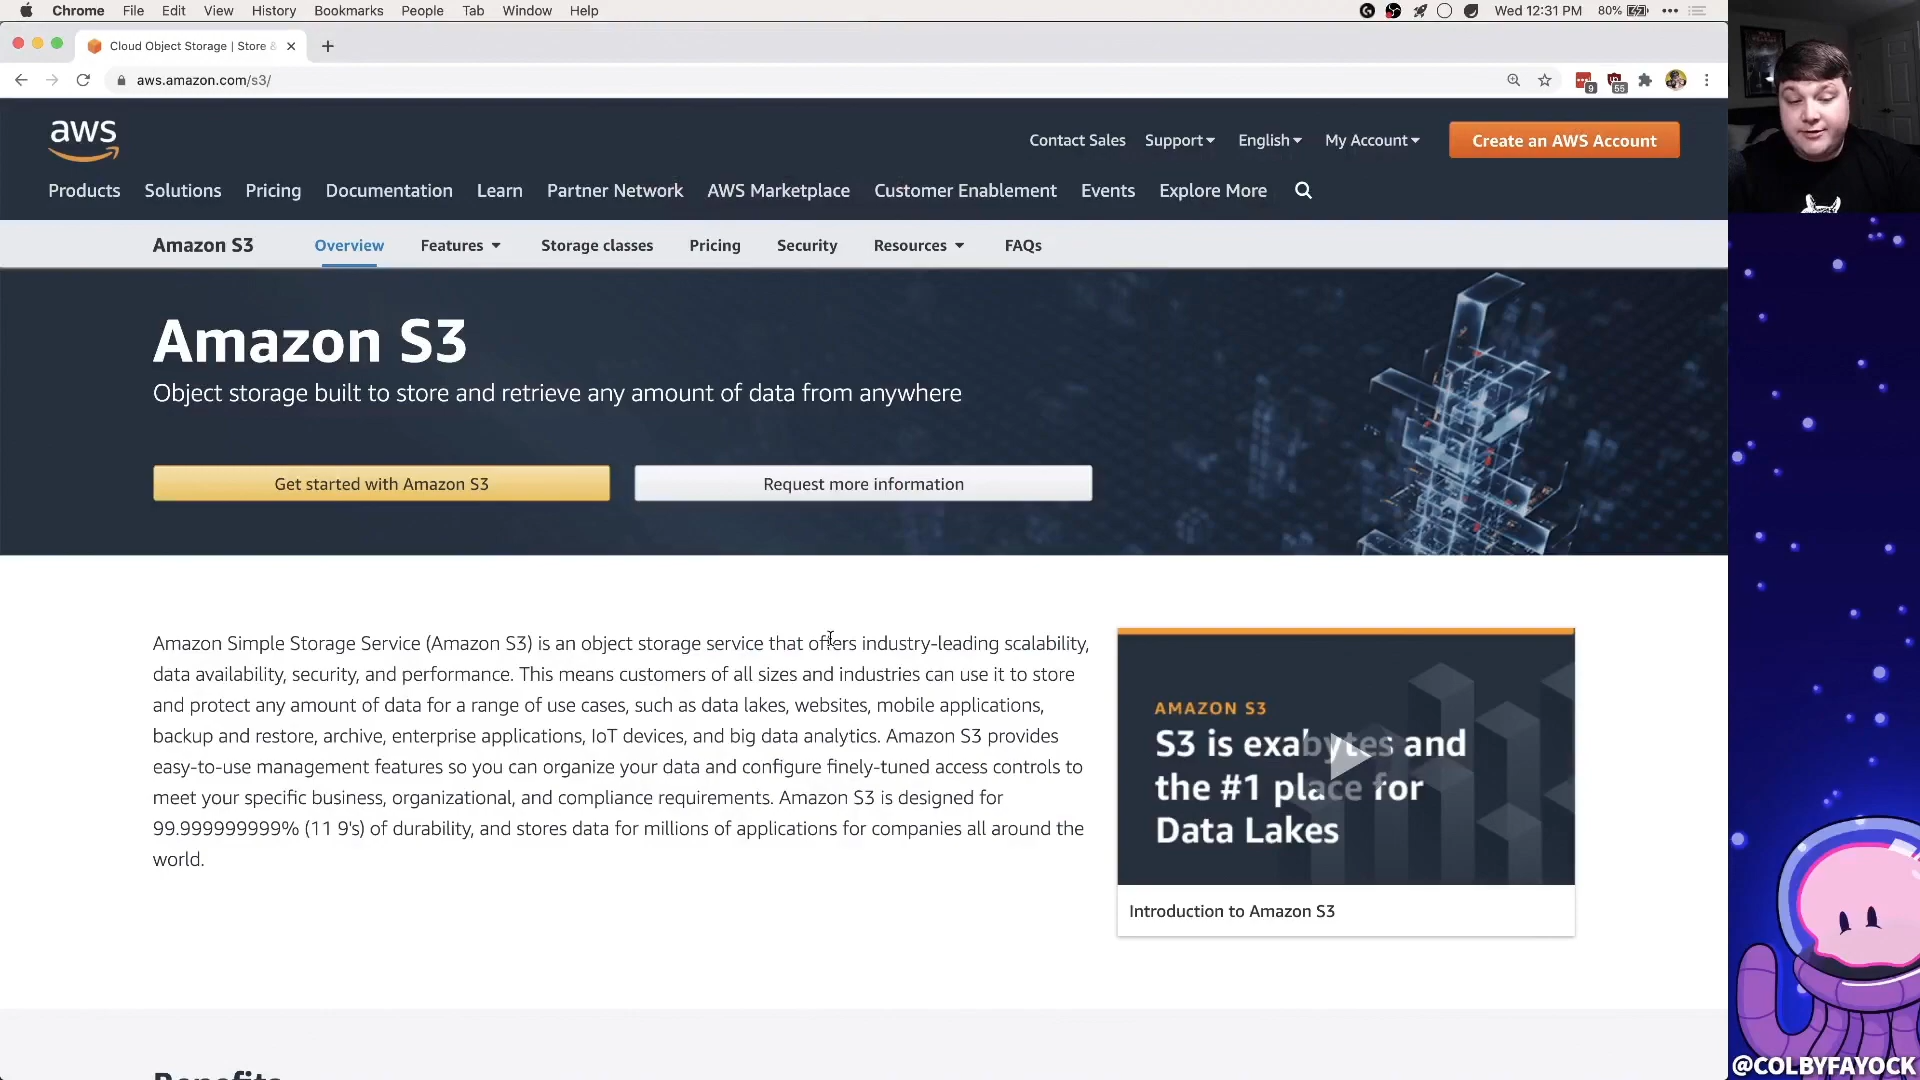 Chrome File Edit View History Bookmarks People Tab Window Help
Wed 12:31 PM 80%
Cloud Object Storage | Store &
aws.amazon.com/s3/
9
55
aws
Contact Sales Support English My Account Create an AWS Account
Products Solutions Pricing Documentation Learn Partner Network AWS Marketplace Customer Enablement Events Explore More
Amazon S3 Overview Features Storage classes Pricing Security Resources FAQs
Amazon S3
Object storage built to store and retrieve any amount of data from anywhere
Get started with Amazon S3 Request more information
Amazon Simple Storage Service (Amazon S3) is an object storage service that offers industry-leading scalability,
data availability, security, and performance. This means customers of all sizes and industries can use it to store
and protect any amount of data for a range of use cases, such as data lakes, websites, mobile applications,
backup and restore, archive, enterprise applications, IoT devices, and big data analytics. Amazon S3 provides
easy-to-use management features so you can organize your data and configure finely-tuned access controls to
meet your specific business, organizational, and compliance requirements. Amazon S3 is designed for
99.999999999% (11 9's) of durability, and stores data for millions of applications for companies all around the
world.
AMAZON S3
S3 is exabytes and
the #1 place for
Data Lakes
Introduction to Amazon S3
Benefits
@COLBYFAYOCK